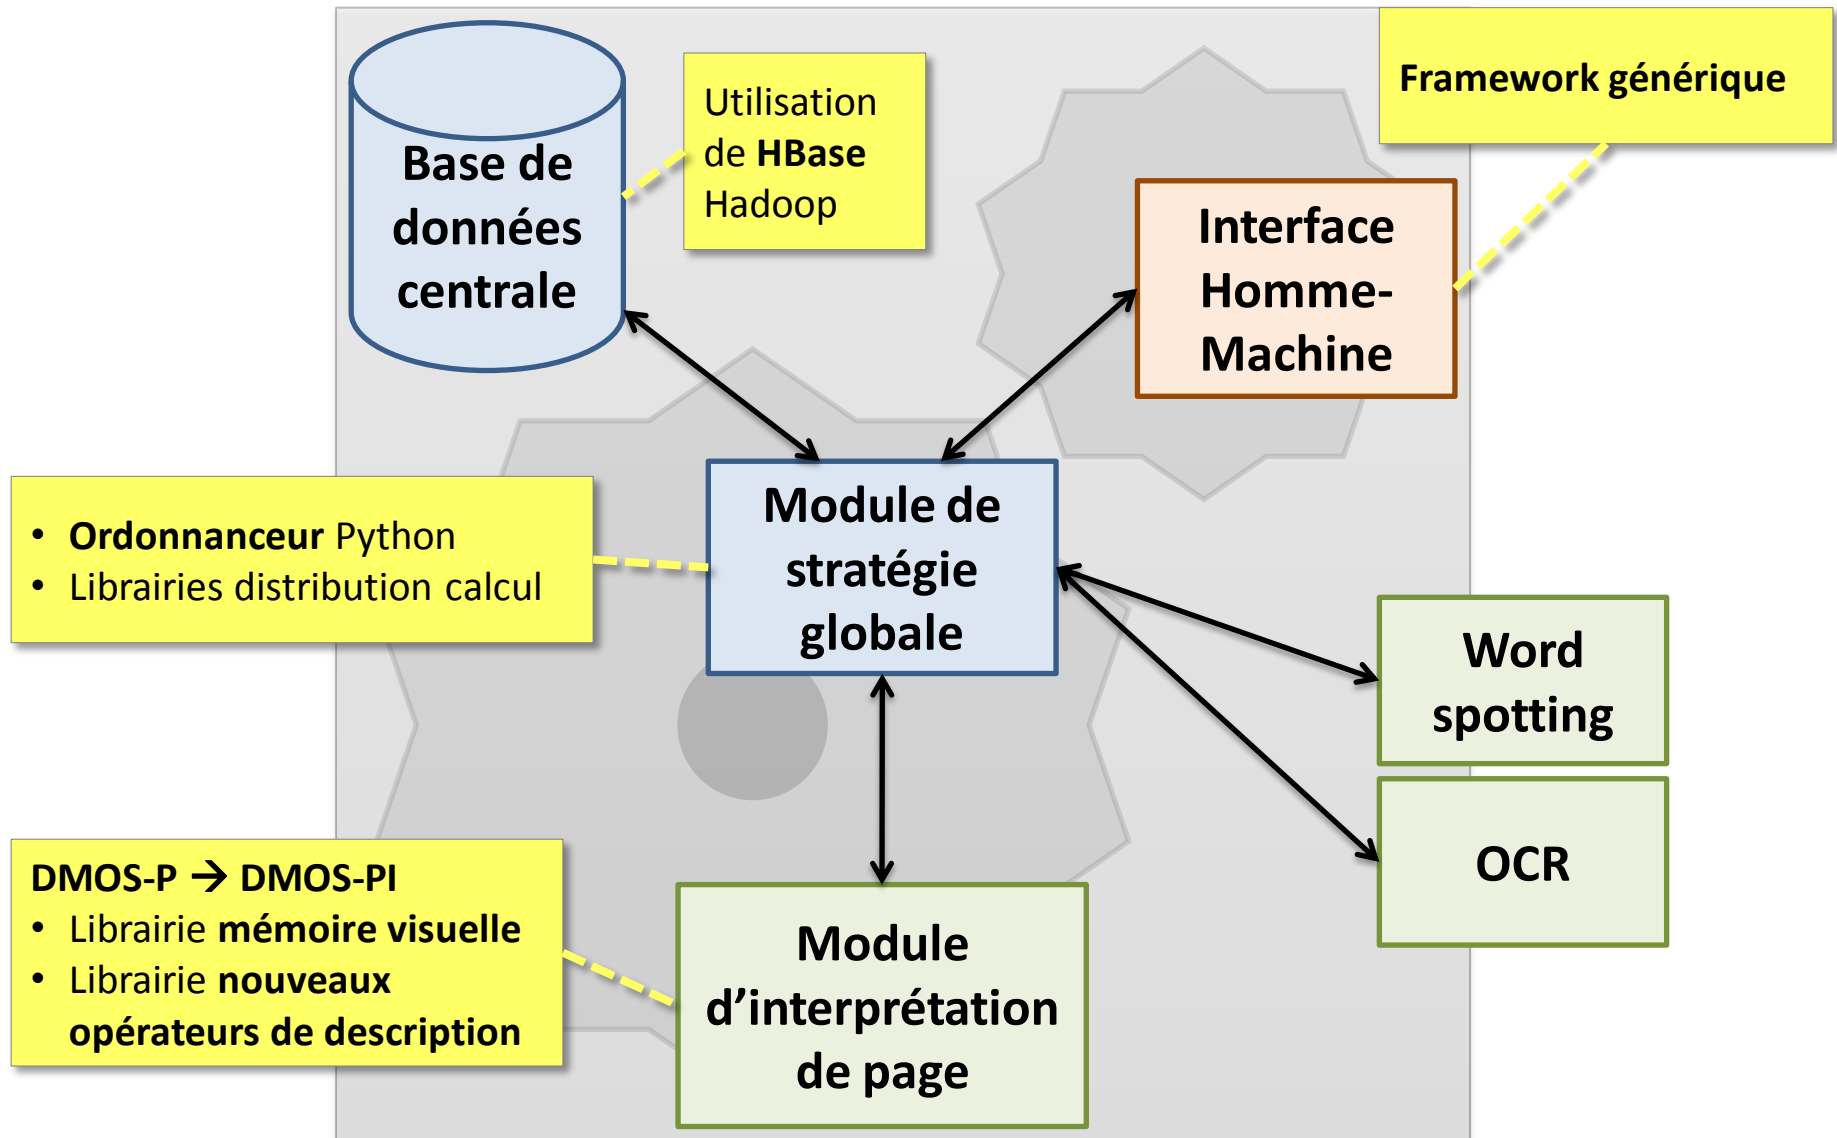 Base de
données
centrale
Utilisation
de HBase
Hadoop
Framework générique
Interface
Homme-
Machine
• Ordonnanceur Python
• Librairies distribution calcul
Module de
stratégie
globale
Word
spotting
OCR
DMOS-P → DMOS-PI
• Librairie mémoire visuelle
• Librairie nouveaux
opérateurs de description
Module
d’interprétation
de page